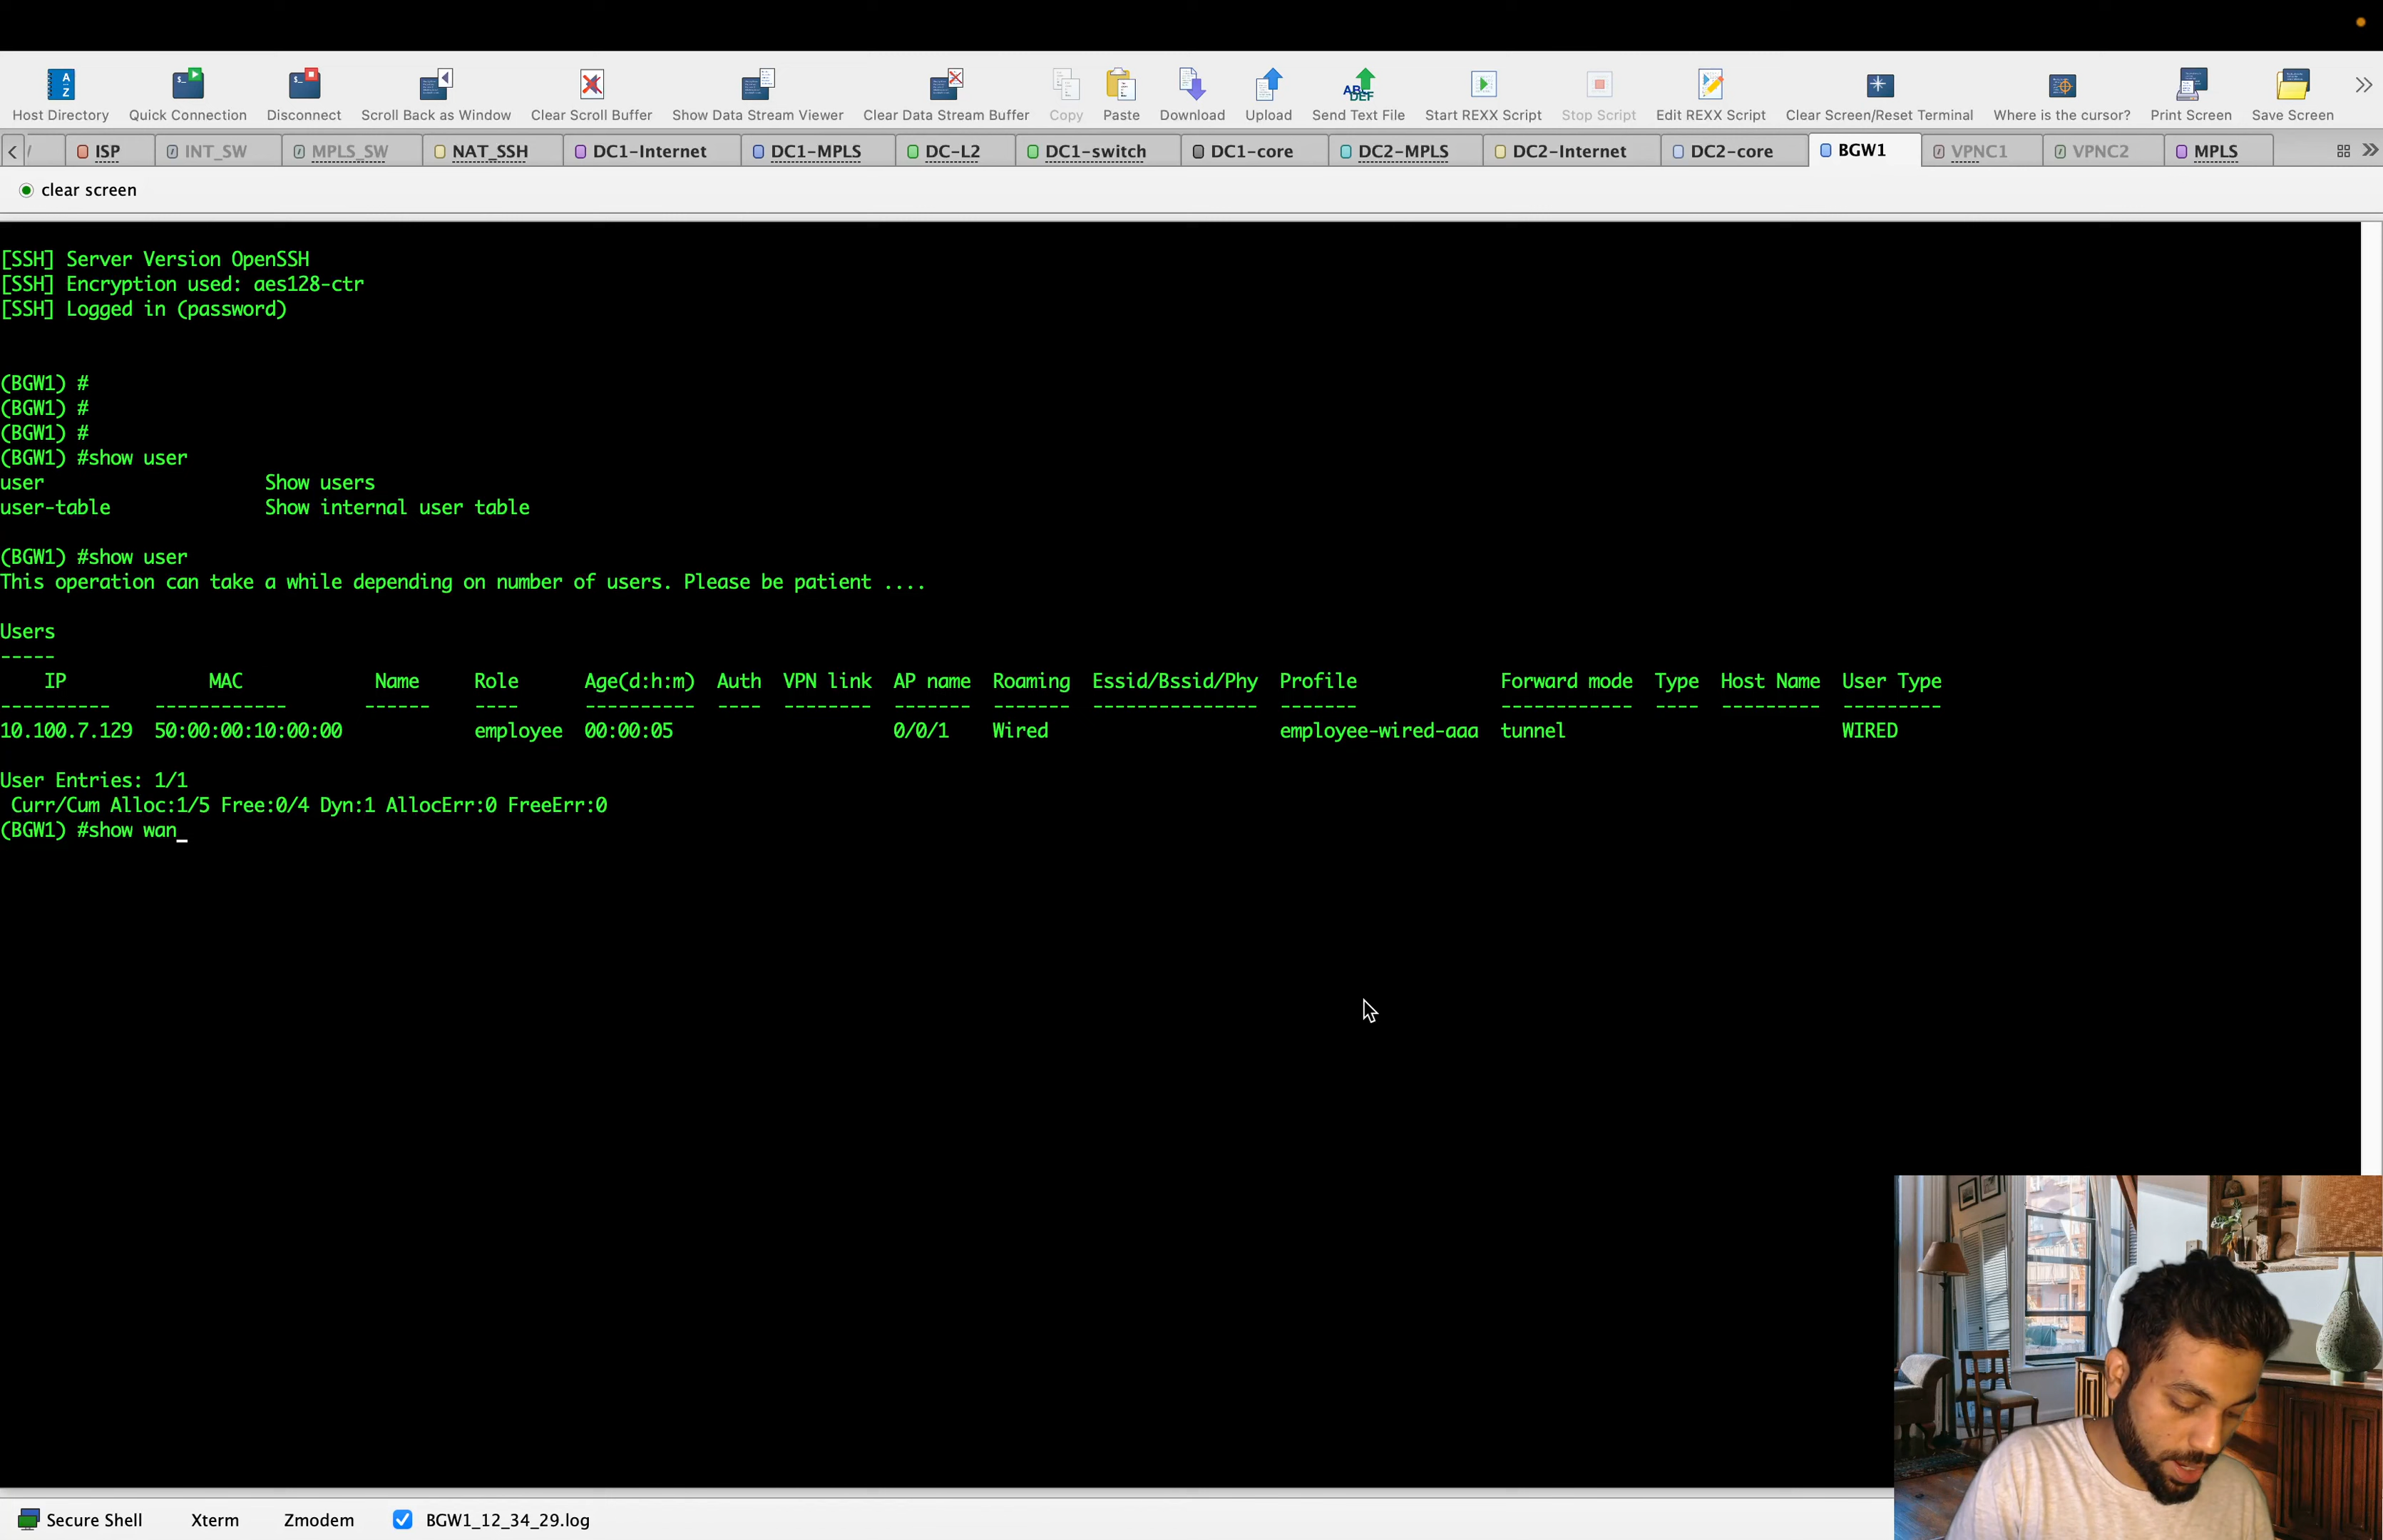 Host Directory
Quick Connection
Disconnect
Scroll Back as Window
Clear Scroll Buffer
Show Data Stream Viewer
Clear Data Stream Buffer
Copy
Paste
Download
Upload
Send Text File
Start REXX Script
Stop Script
Edit REXX Script
Clear Screen/Reset Terminal
Where is the cursor?
Print Screen
Save Screen
ISP
INT_SW
MPLS_SW
NAT_SSH
DC1-Internet
DC1-MPLS
DC-L2
DC1-switch
DC1-core
DC2-MPLS
DC2-Internet
DC2-core
BGW1
VPNC1
VPNC2
MPLS
clear screen
[SSH] Server Version OpenSSH
[SSH] Encryption used: aes128-ctr
[SSH] Logged in (password)
(BGW1) #
(BGW1) #
(BGW1) #
(BGW1) #show user
user                    Show users
user-table              Show internal user table
(BGW1) #show user
This operation can take a while depending on number of users. Please be patient ....
Users
-----
    IP             MAC            Name     Role      Age(d:h:m)  Auth  VPN link  AP name  Roaming  Essid/Bssid/Phy  Profile             Forward mode  Type  Host Name  User Type
----------    ------------       ------    ----      ----------  ----  --------  -------  -------  ---------------  -------             ------------  ----  ---------  ---------
10.100.7.129  50:00:00:10:00:00            employee  00:00:05                    0/0/1    Wired                     employee-wired-aaa  tunnel                         WIRED
User Entries: 1/1
 Curr/Cum Alloc:1/5 Free:0/4 Dyn:1 AllocErr:0 FreeErr:0
(BGW1) #show wan_
Secure Shell
Xterm
Zmodem
BGW1_12_34_29.log